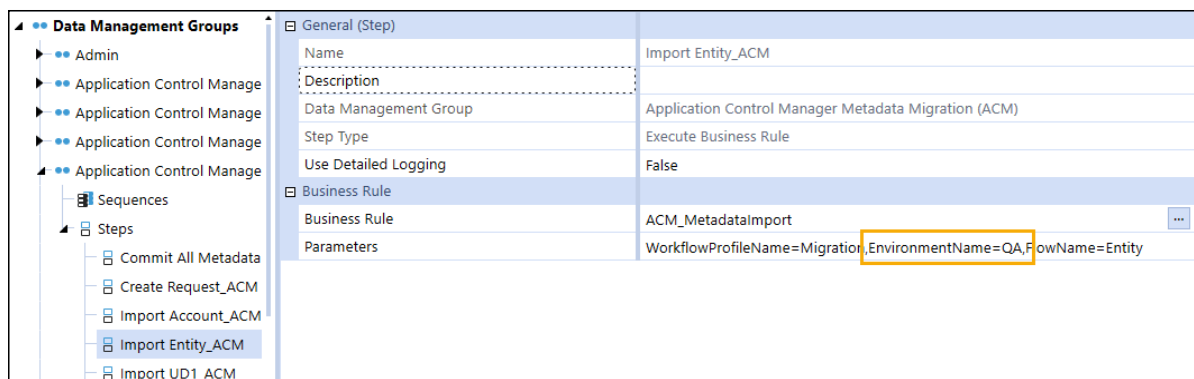 Data Management Groups
Admin
Application Control Manage
Application Control Manage
Application Control Manage
Application Control Manage
Sequences
Steps
Commit All Metadata
Create Request_ACM
Import Account_ACM
Import Entity_ACM
Import UD1_ACM
General (Step)
Name Import Entity_ACM
Description
Data Management Group Application Control Manager Metadata Migration (ACM)
Step Type Execute Business Rule
Use Detailed Logging False
Business Rule
Business Rule ACM_MetadataImport ...
Parameters WorkflowProfileName=Migration,EnvironmentName=QA,FlowName=Entity